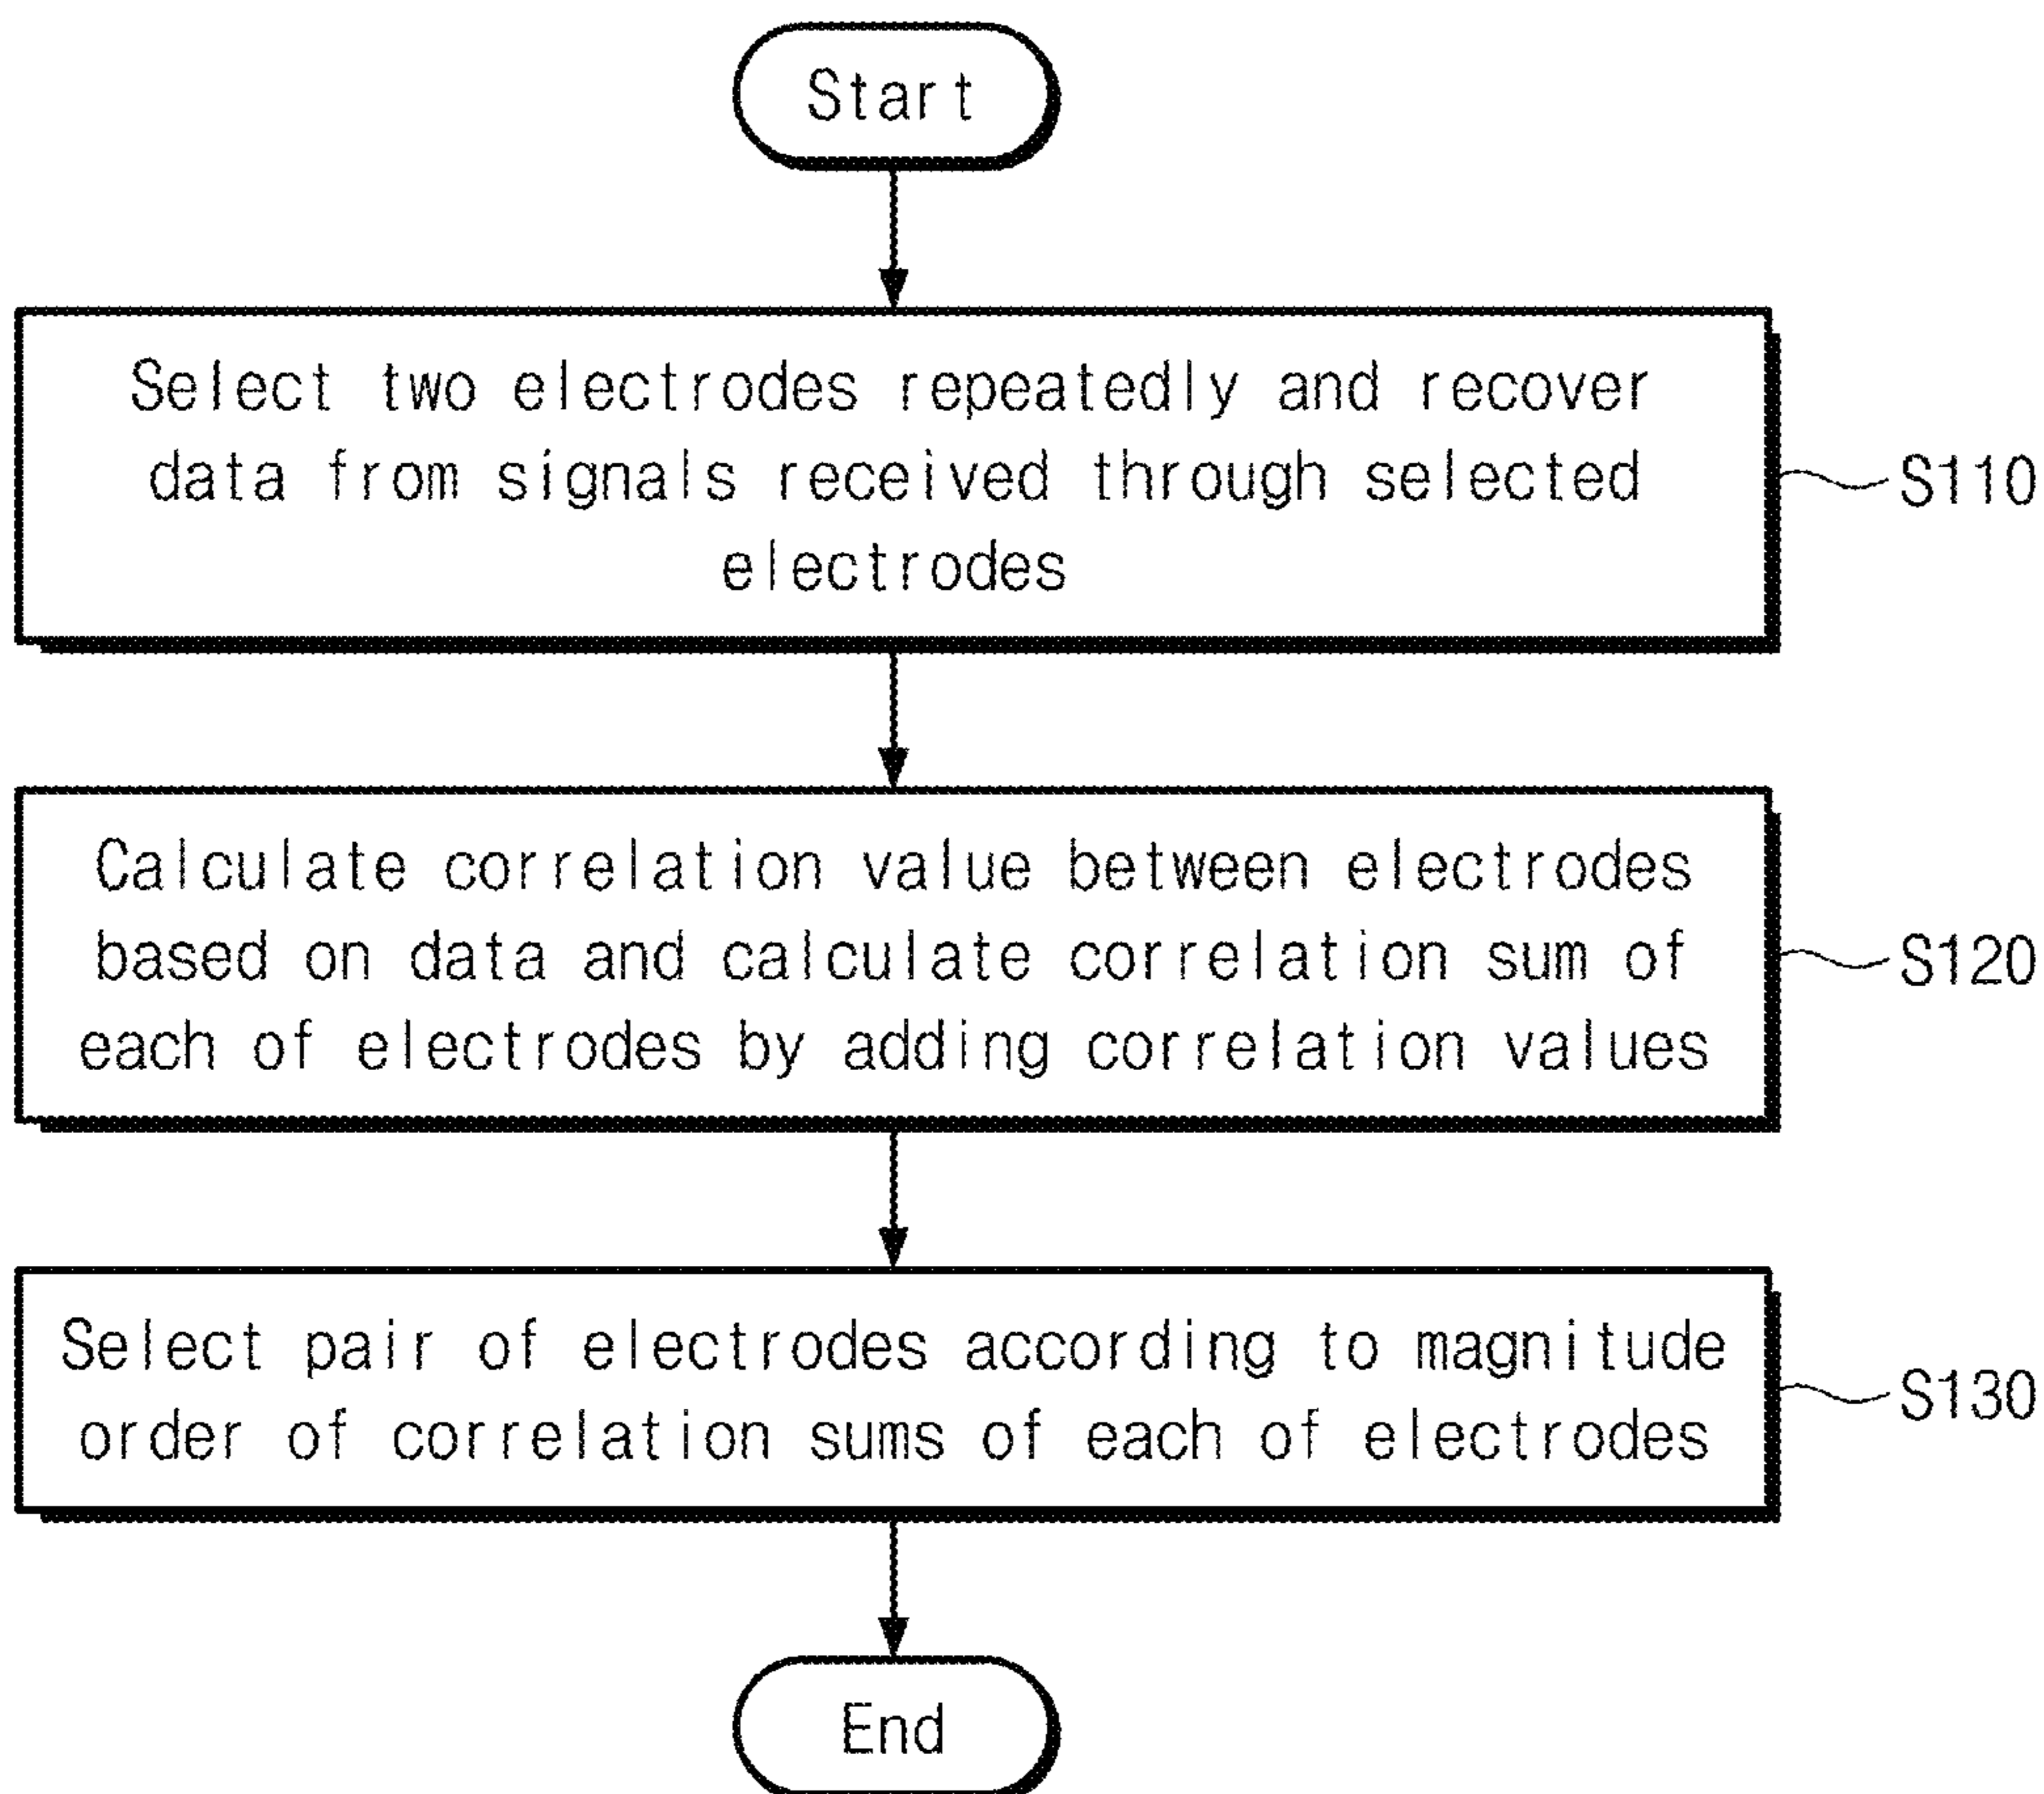 Start
Select two electrodes repeatedly and recover
data from signals received through selected
electrodes
S110
Calculate correlation value between electrodes
based on data and calculate correlation sum of
each of electrodes by adding correlation values
S120
Select pair of electrodes according to magnitude
order of correlation sums of each of electrodes
S130
End